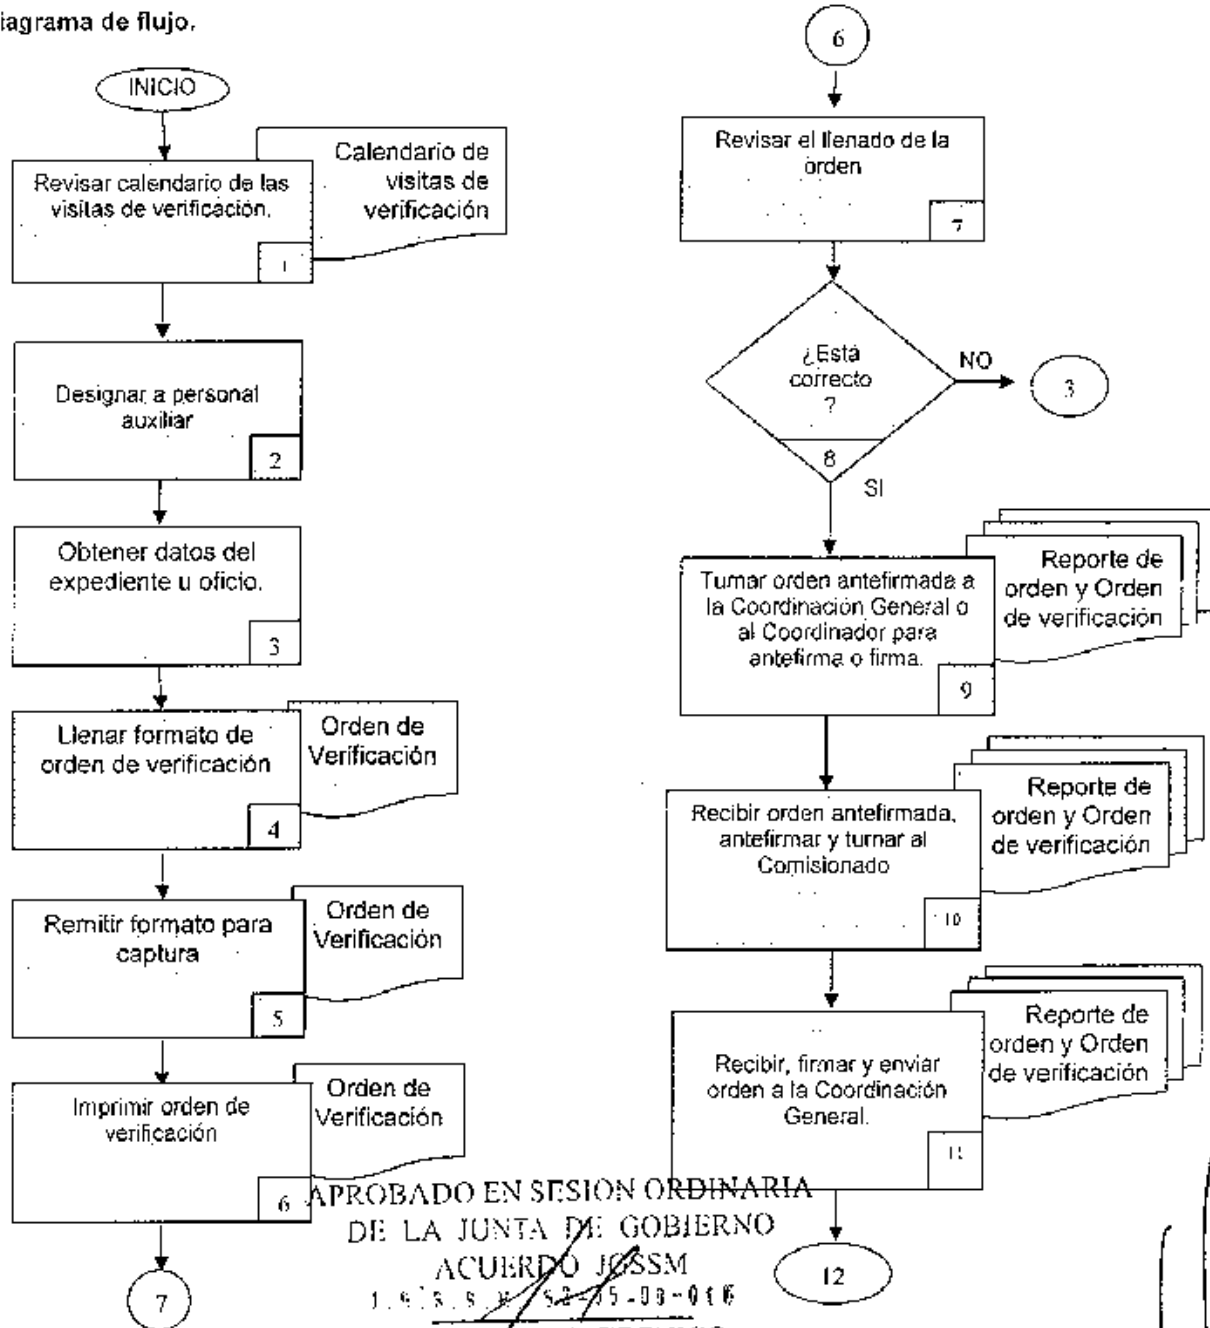 iagrama de flujo.
INICIO
Revisar calendario de las
visitas de verificación.
1
Calendario de
visitas de
verificación
Designar a personal
auxiliar
2
Obtener datos del
expediente u oficio.
3
Llenar formato de
orden de verificación
4
Orden de
Verificación
Remitir formato para
captura
5
Orden de
Verificación
Imprimir orden de
verificación
6
Orden de
Verificación
7
6
Revisar el llenado de la
orden
7
¿Está
correcto
?
8
NO
3
SI
Turnar orden antefirmada a
la Coordinación General o
al Coordinador para
antefirma o firma.
9
Reporte de
orden y Orden
de verificación
Recibir orden antefirmada,
antefirmar y turnar al
Comisionado
10
Reporte de
orden y Orden
de verificación
Recibir, firmar y enviar
orden a la Coordinación
General.
11
Reporte de
orden y Orden
de verificación
12
APROBADO EN SESION ORDINARIA
DE LA JUNTA DE GOBIERNO
ACUERDO JGSSM